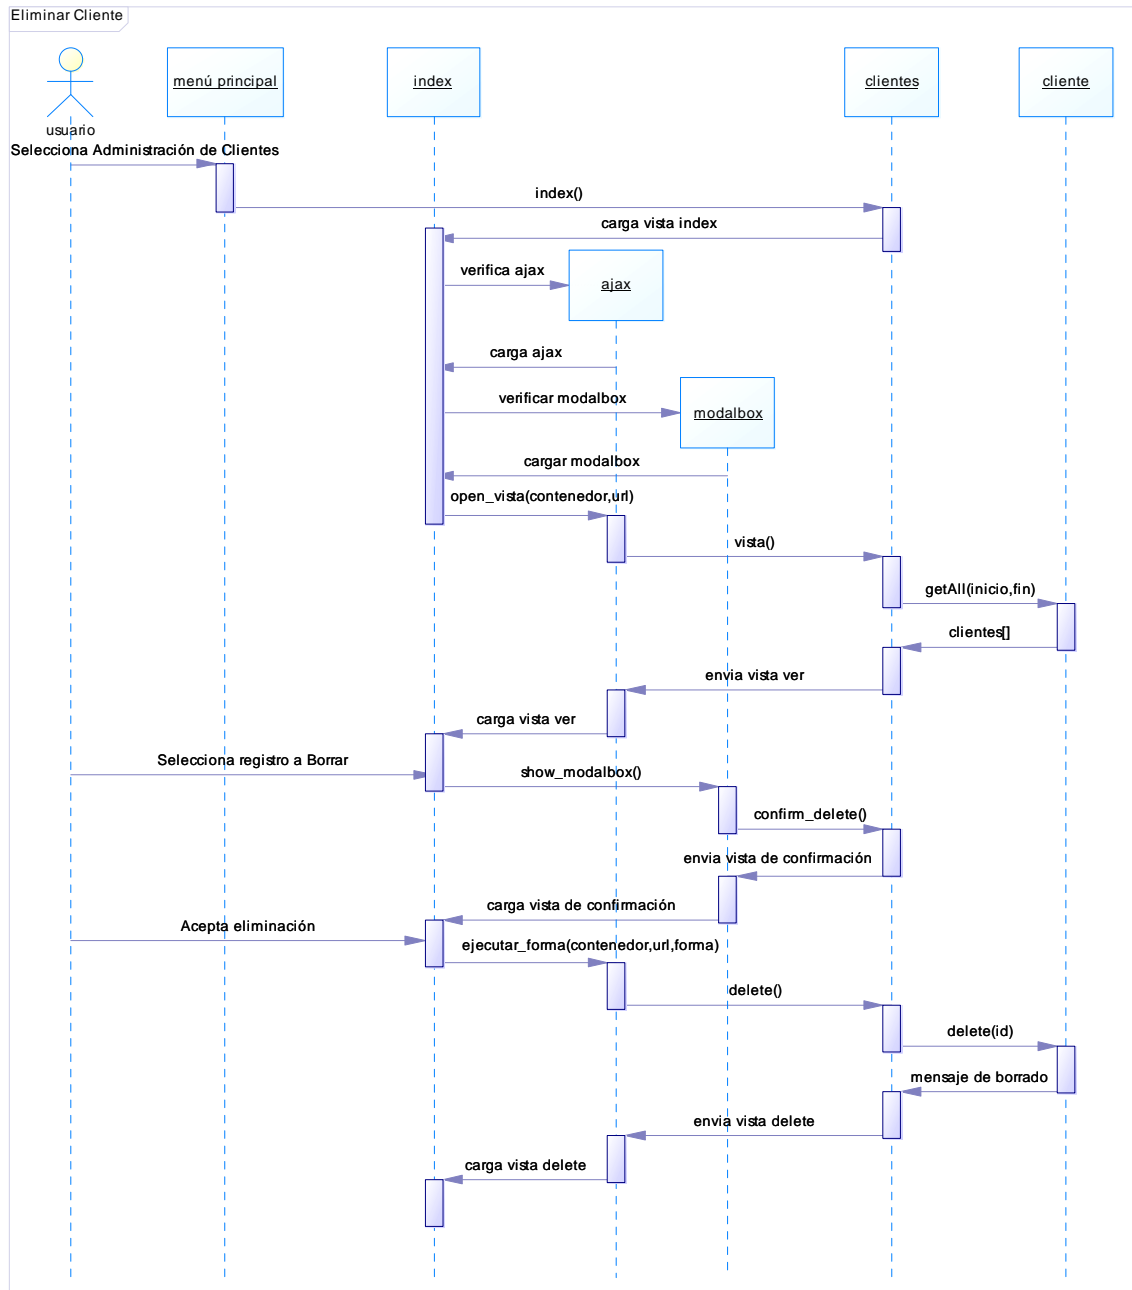 Eliminar Cliente
menú principal
index
clientes
cliente
usuario
Selecciona Administración de Clientes
index()
carga vista index
verifica ajax
ajax
carga ajax
verificar modalbox
modalbox
cargar modalbox
open_vista(contenedor,url)
vista()
getAll(inicio,fin)
clientes[]
envia vista ver
carga vista ver
Selecciona registro a Borrar
show_modalbox()
confirm_delete()
envia vista de confirmación
carga vista de confirmación
Acepta eliminación
ejecutar_forma(contenedor,url,forma)
delete()
delete(id)
mensaje de borrado
envia vista delete
carga vista delete